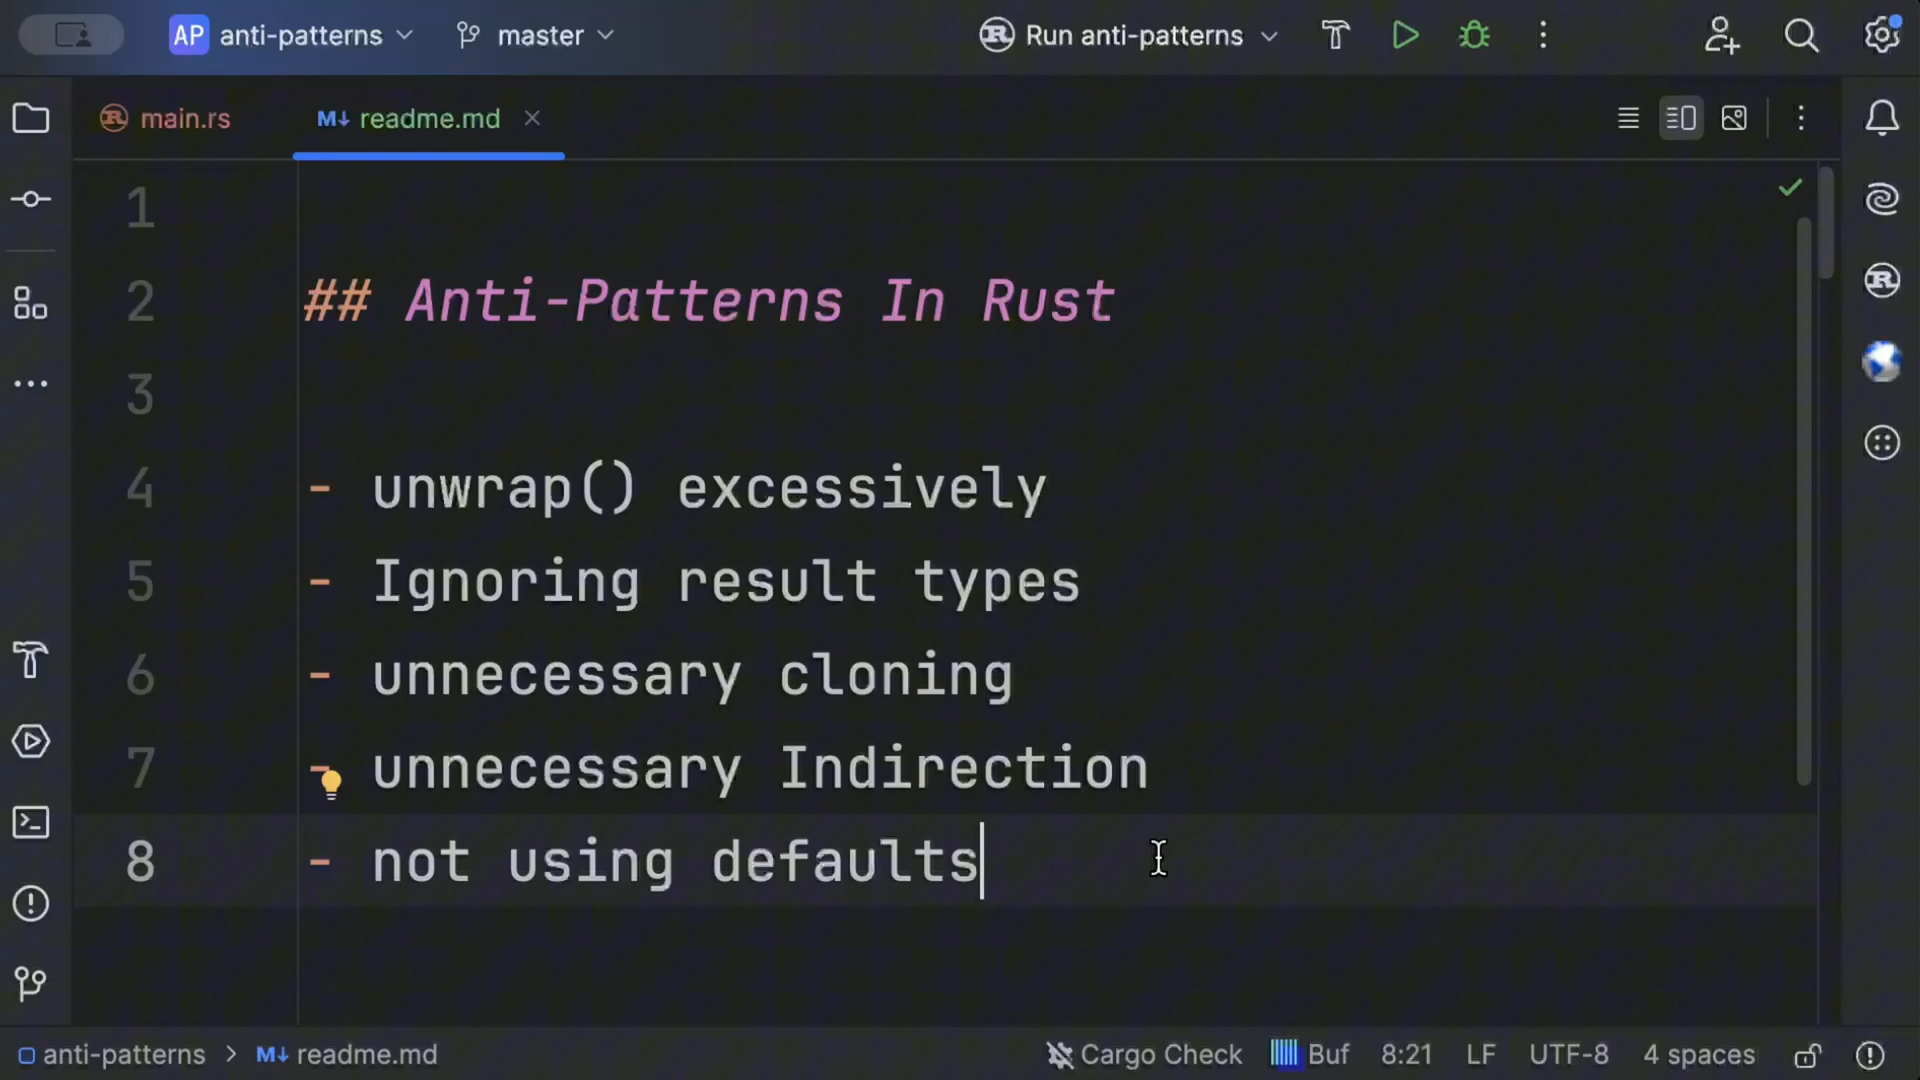 AP anti-patterns master Run anti-patterns
main.rs M↓ readme.md
1
2 ## Anti-Patterns In Rust
3
4 - unwrap() excessively
5 - Ignoring result types
6 - unnecessary cloning
7 - unnecessary Indirection
8 - not using defaults
anti-patterns > M↓ readme.md Cargo Check Buf 8:21 LF UTF-8 4 spaces